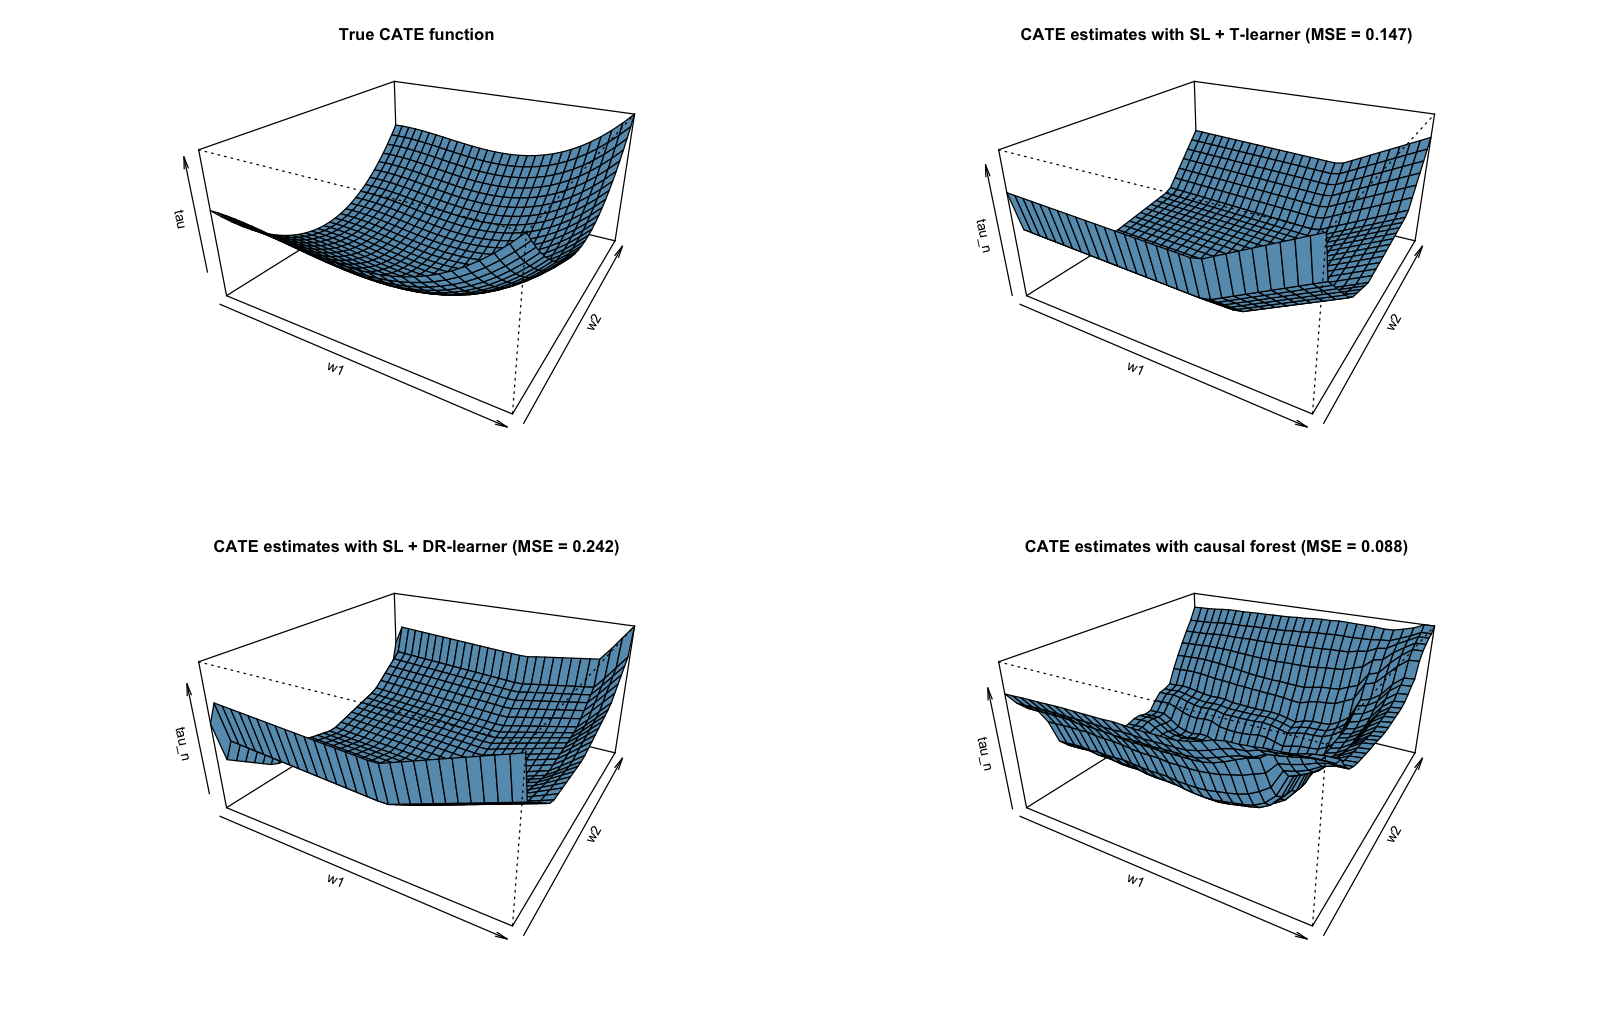 True CATE function
tau
w1
w2
CATE estimates with SL + T-learner (MSE = 0.147)
tau_n
w1
w2
CATE estimates with SL + DR-learner (MSE = 0.242)
tau_n
w1
w2
CATE estimates with causal forest (MSE = 0.088)
tau_n
w1
w2